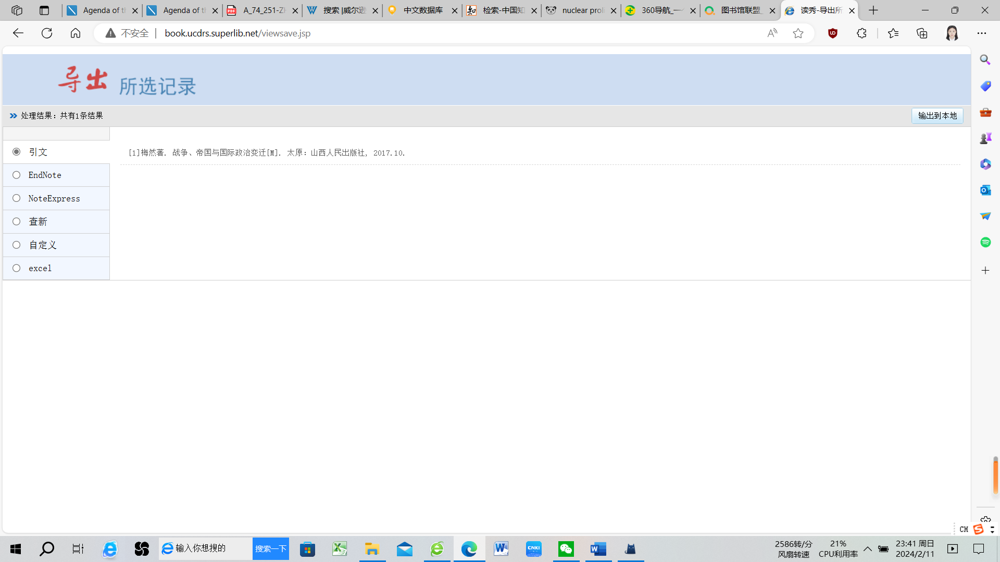 Agenda of th
Agenda of th
A_74_251-ZH
搜索 |威尔逊
中文数据库
检索-中国知
nuclear proli
360导航_一个
图书馆联盟_
读秀-导出所
不安全
book.ucdrs.superlib.net/viewsave.jsp
导出 所选记录
处理结果：共有1条结果
输出到本地
引文
[1]梅然著. 战争、帝国与国际政治变迁[M]. 太原：山西人民出版社, 2017.10.
EndNote
NoteExpress
查新
自定义
excel
CH
输入你想搜的
搜索一下
CNKI
2586转/分
风扇转速
21%
CPU利用率
23:41 周日
2024/2/11